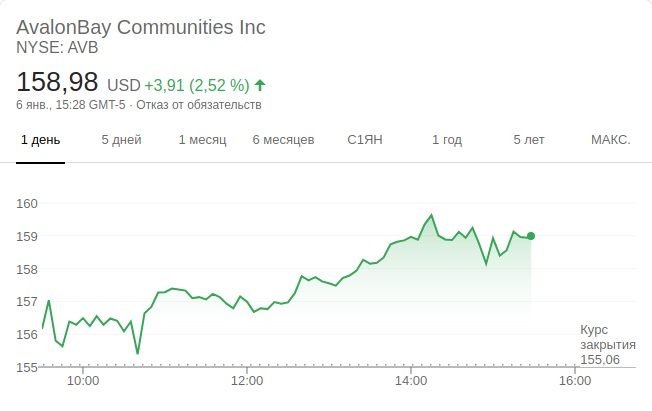 AvalonBay Communities Inc
NYSE: AVB
158,98 USD +3,91 (2,52 %)
6 янв., 15:28 GMT-5 · Отказ от обязательств
1 день 5 дней 1 месяц 6 месяцев С1ЯН 1 год 5 лет МАКС.
160
159
158
157
156
155
Курс
закрытия
155,06
10:00 12:00 14:00 16:00